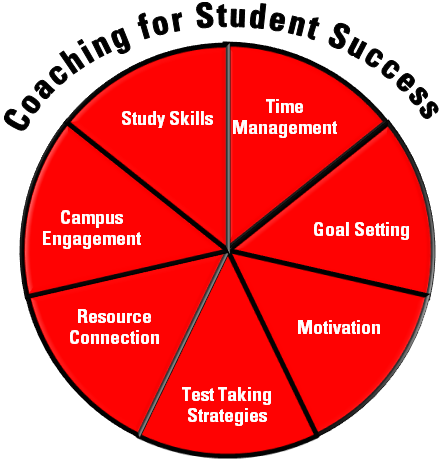 Coaching for Student Success
Time
Management
Goal Setting
Motivation
Test Taking
Strategies
Resource
Connection
Campus
Engagement
Study Skills